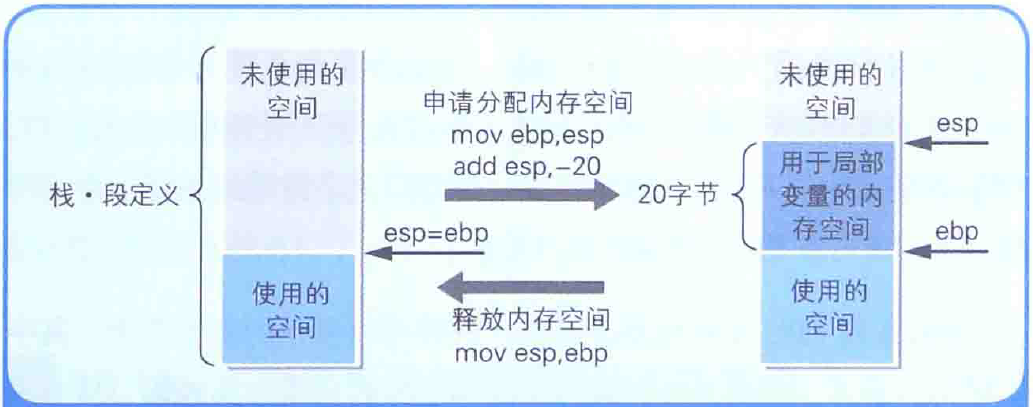 未使用的
空间
申请分配内存空间
mov ebp,esp
add esp,−20
栈·段定义
esp=ebp
使用的
空间
释放内存空间
mov esp,ebp
未使用的
空间
esp
20字节
用于局部
变量的内
存空间
ebp
使用的
空间